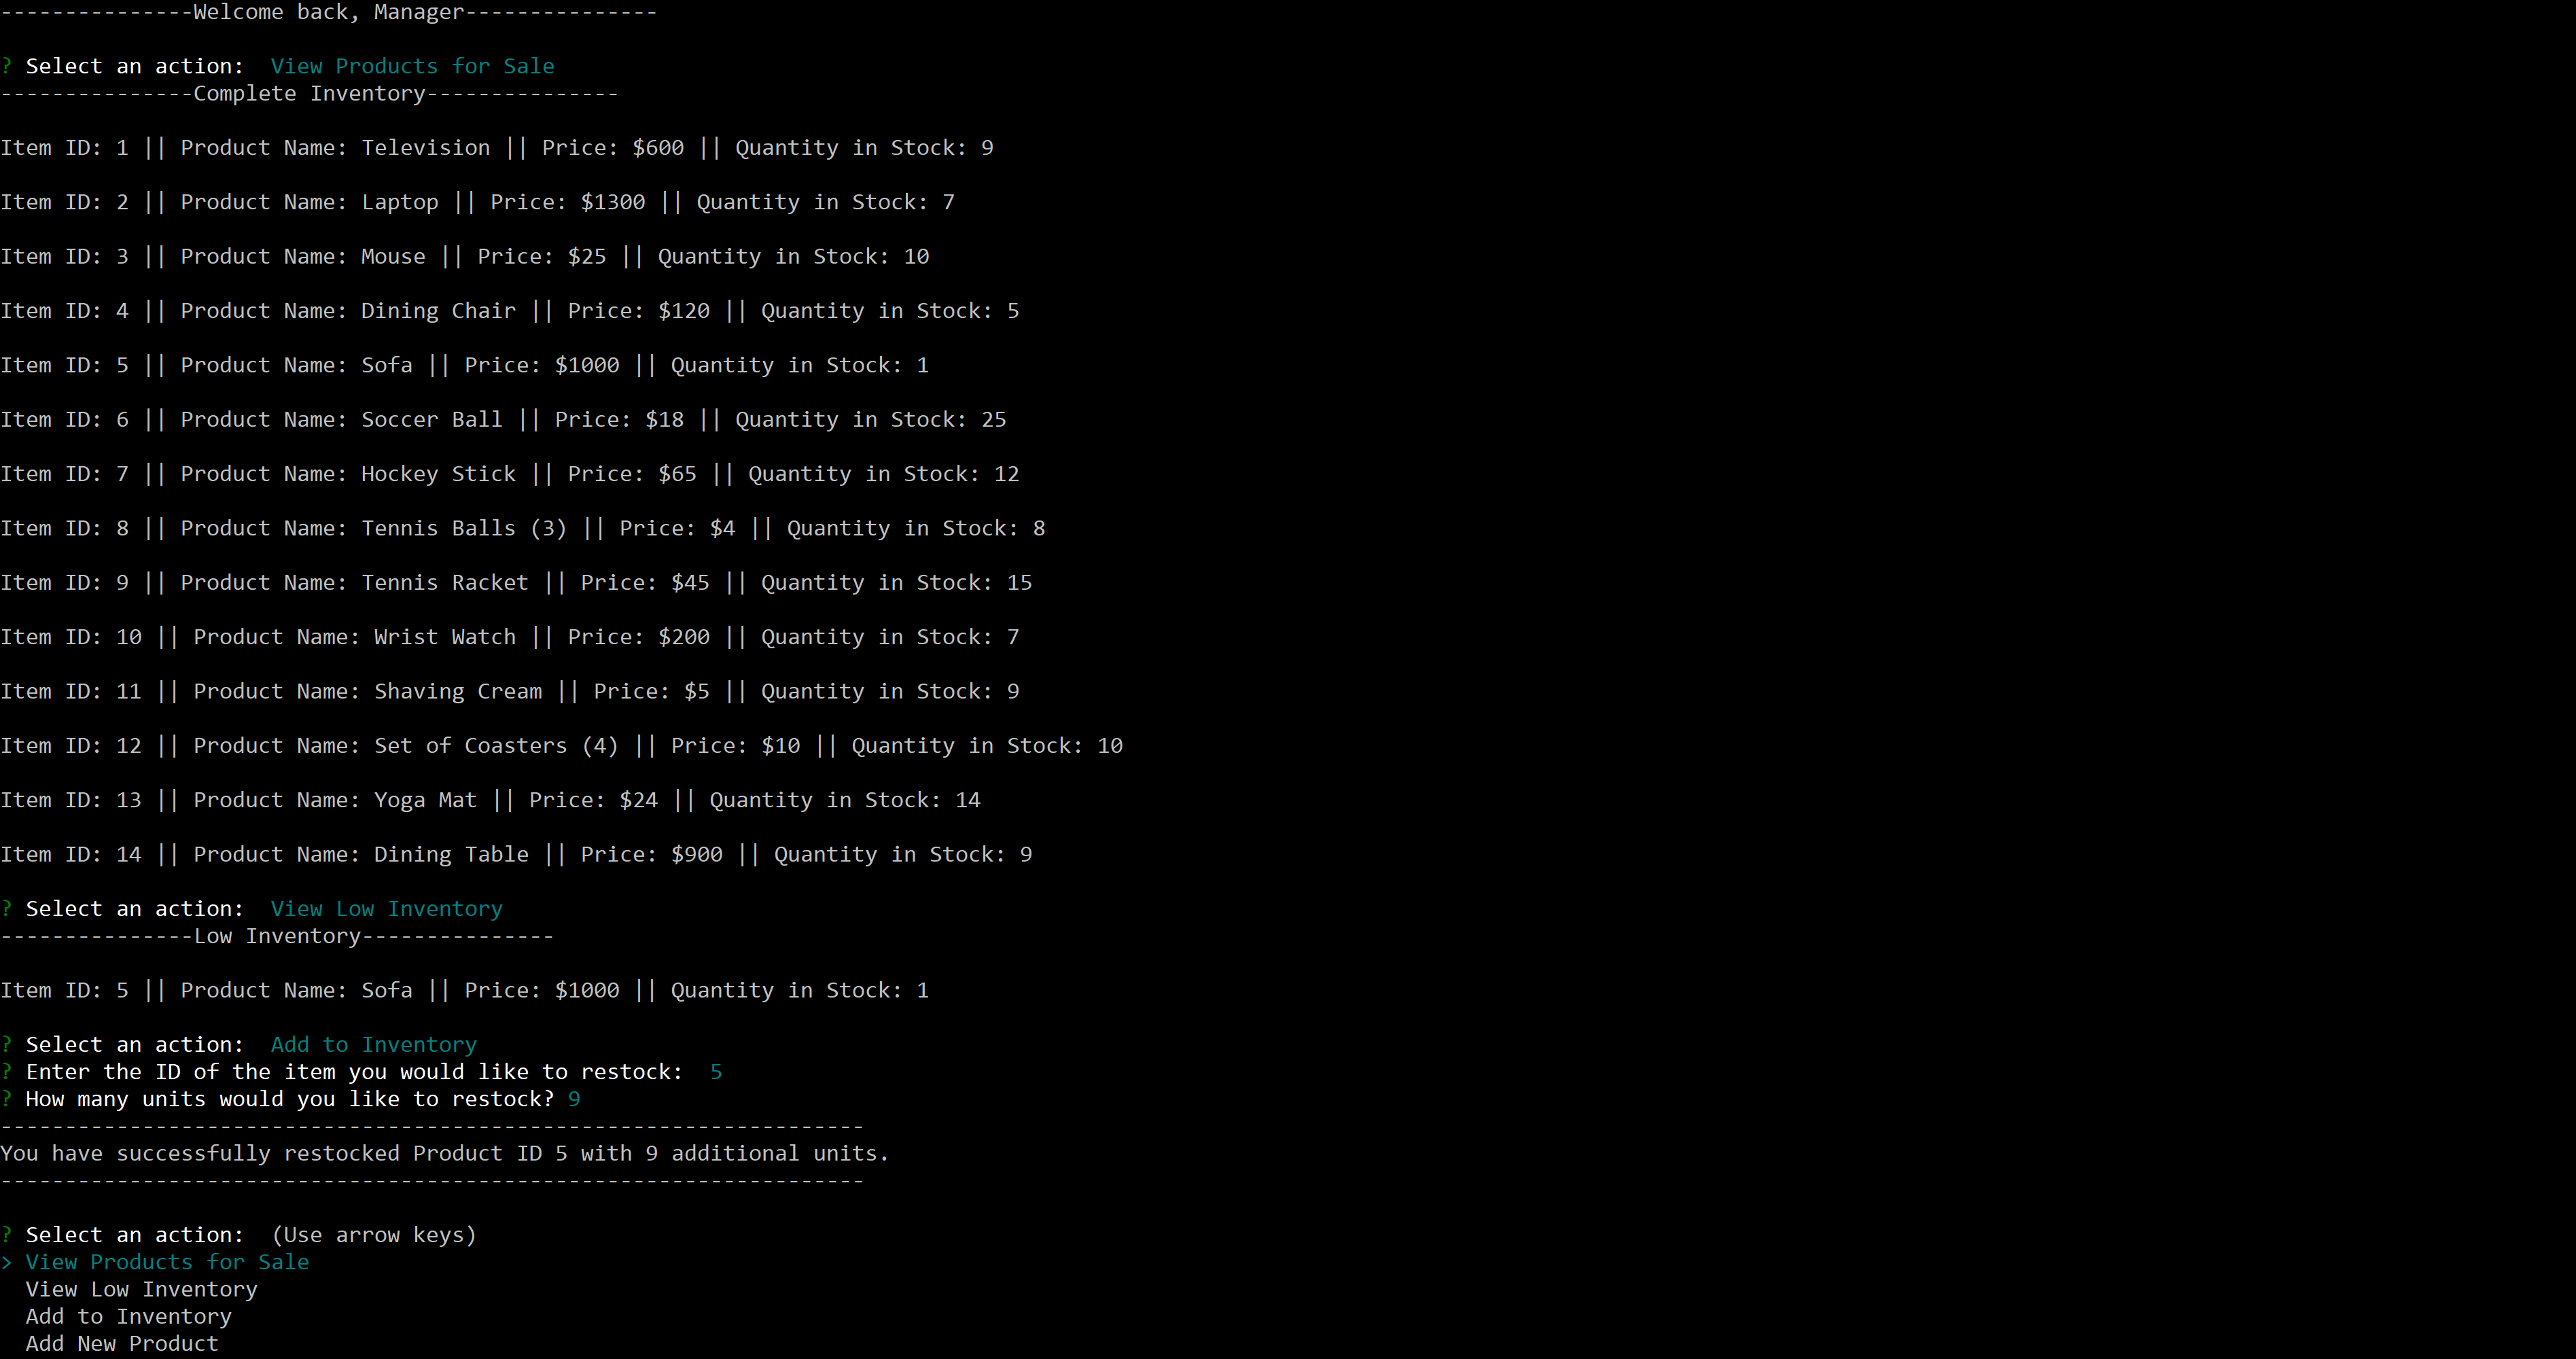 ---------------Welcome back, Manager---------------
? Select an action:  View Products for Sale
---------------Complete Inventory---------------
Item ID: 1 || Product Name: Television || Price: $600 || Quantity in Stock: 9
Item ID: 2 || Product Name: Laptop || Price: $1300 || Quantity in Stock: 7
Item ID: 3 || Product Name: Mouse || Price: $25 || Quantity in Stock: 10
Item ID: 4 || Product Name: Dining Chair || Price: $120 || Quantity in Stock: 5
Item ID: 5 || Product Name: Sofa || Price: $1000 || Quantity in Stock: 1
Item ID: 6 || Product Name: Soccer Ball || Price: $18 || Quantity in Stock: 25
Item ID: 7 || Product Name: Hockey Stick || Price: $65 || Quantity in Stock: 12
Item ID: 8 || Product Name: Tennis Balls (3) || Price: $4 || Quantity in Stock: 8
Item ID: 9 || Product Name: Tennis Racket || Price: $45 || Quantity in Stock: 15
Item ID: 10 || Product Name: Wrist Watch || Price: $200 || Quantity in Stock: 7
Item ID: 11 || Product Name: Shaving Cream || Price: $5 || Quantity in Stock: 9
Item ID: 12 || Product Name: Set of Coasters (4) || Price: $10 || Quantity in Stock: 10
Item ID: 13 || Product Name: Yoga Mat || Price: $24 || Quantity in Stock: 14
Item ID: 14 || Product Name: Dining Table || Price: $900 || Quantity in Stock: 9
? Select an action:  View Low Inventory
---------------Low Inventory---------------
Item ID: 5 || Product Name: Sofa || Price: $1000 || Quantity in Stock: 1
? Select an action:  Add to Inventory
? Enter the ID of the item you would like to restock:  5
? How many units would you like to restock? 9
-------------------------------------------------------------------
You have successfully restocked Product ID 5 with 9 additional units.
-------------------------------------------------------------------
? Select an action:  (Use arrow keys)
> View Products for Sale
  View Low Inventory
  Add to Inventory
  Add New Product